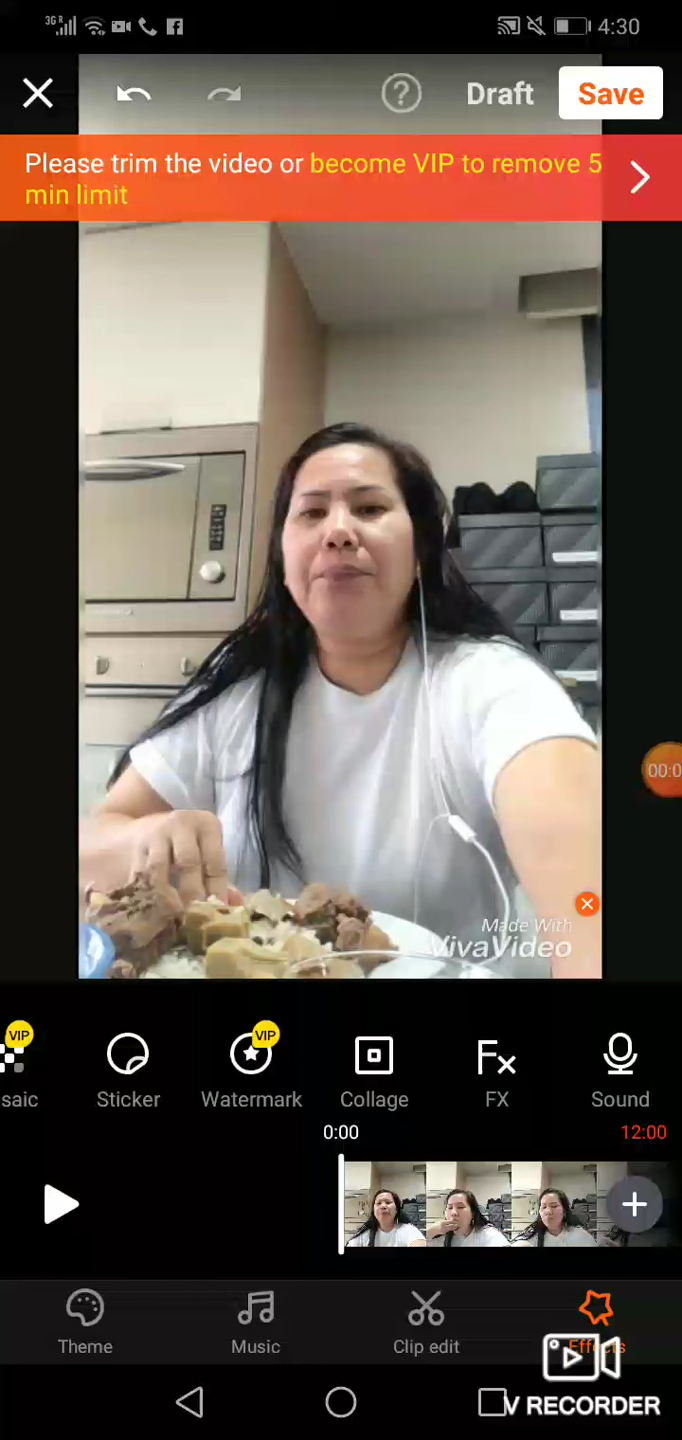 3G R
4:30
Draft
Save
Please trim the video or become VIP to remove 5
min limit
00:0
Made With
VivaVideo
VIP
VIP
saic
Sticker
Watermark
Collage
Fx
FX
Sound
0:00
12:00
Theme
Music
Clip edit
Effects
V RECORDER